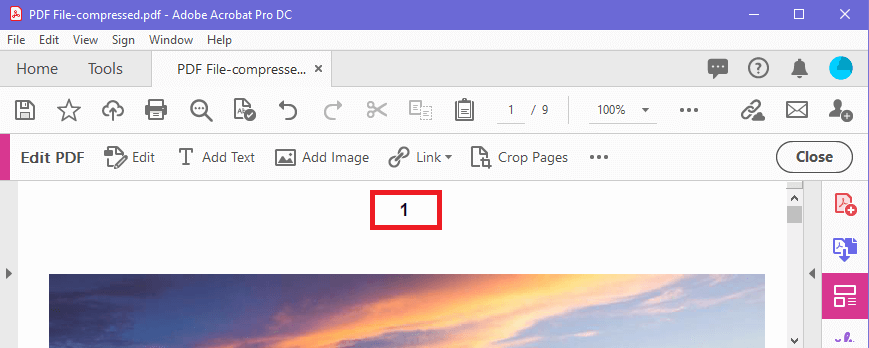 PDF File-compressed.pdf - Adobe Acrobat Pro DC
File Edit View Sign Window Help
Home Tools PDF File-compresse... ×
1 / 9 100%
Edit PDF Edit Add Text Add Image Link Crop Pages Close
1